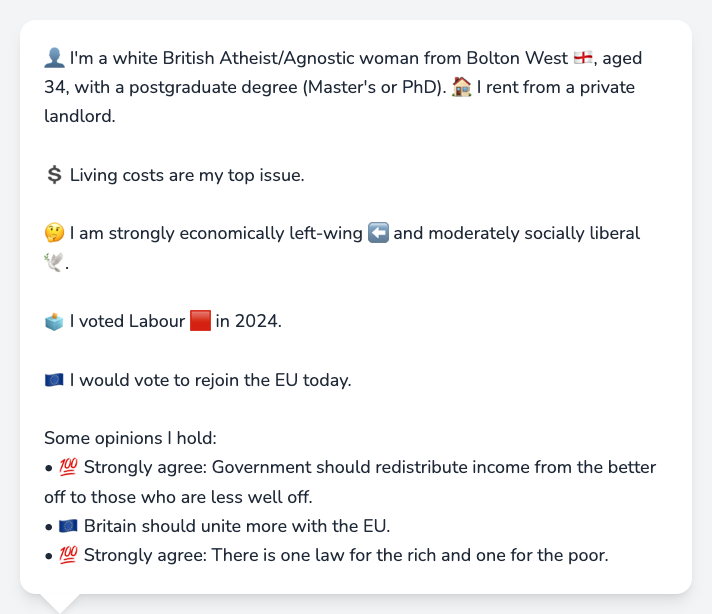 👤 I'm a white British Atheist/Agnostic woman from Bolton West 🏴󠁧󠁢󠁥󠁮󠁧󠁿, aged
34, with a postgraduate degree (Master's or PhD). 🏠 I rent from a private
landlord.
💲 Living costs are my top issue.
🤔 I am strongly economically left-wing ⬅️ and moderately socially liberal
🕊️.
🗳️ I voted Labour 🟥 in 2024.
🇪🇺 I would vote to rejoin the EU today.
Some opinions I hold:
• 💯 Strongly agree: Government should redistribute income from the better
off to those who are less well off.
• 🇪🇺 Britain should unite more with the EU.
• 💯 Strongly agree: There is one law for the rich and one for the poor.